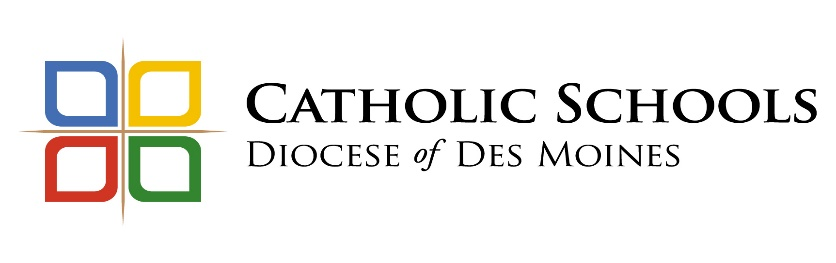 Catholic Schools
Diocese of Des Moines